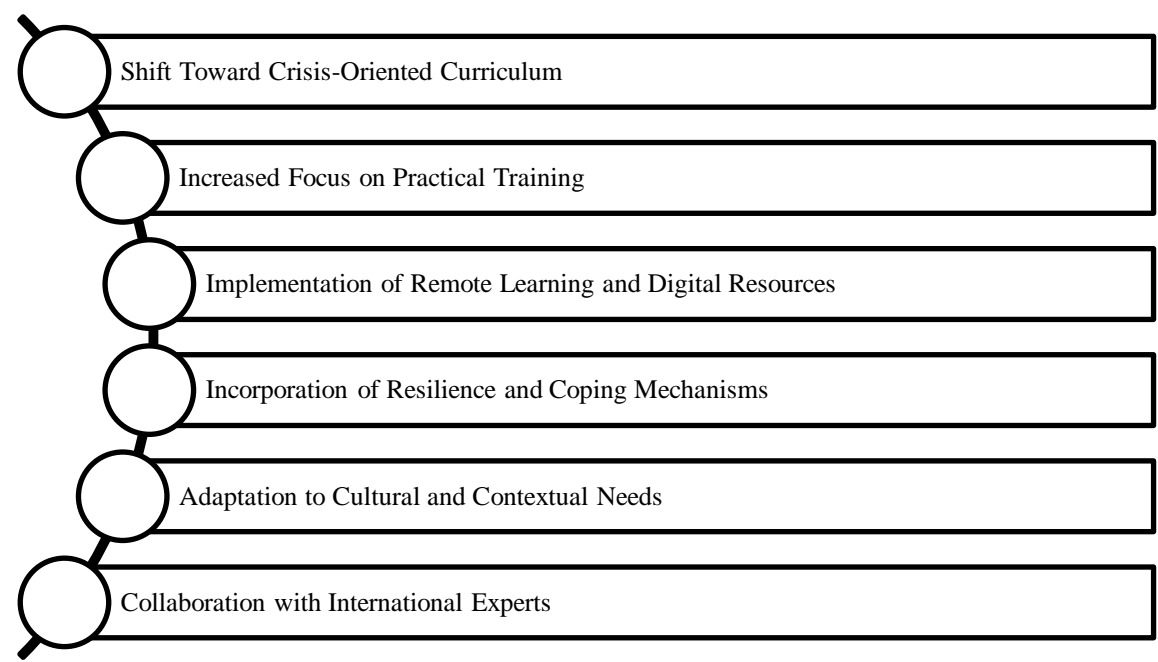 Shift Toward Crisis-Oriented Curriculum
Increased Focus on Practical Training
Implementation of Remote Learning and Digital Resources
Incorporation of Resilience and Coping Mechanisms
Adaptation to Cultural and Contextual Needs
Collaboration with International Experts